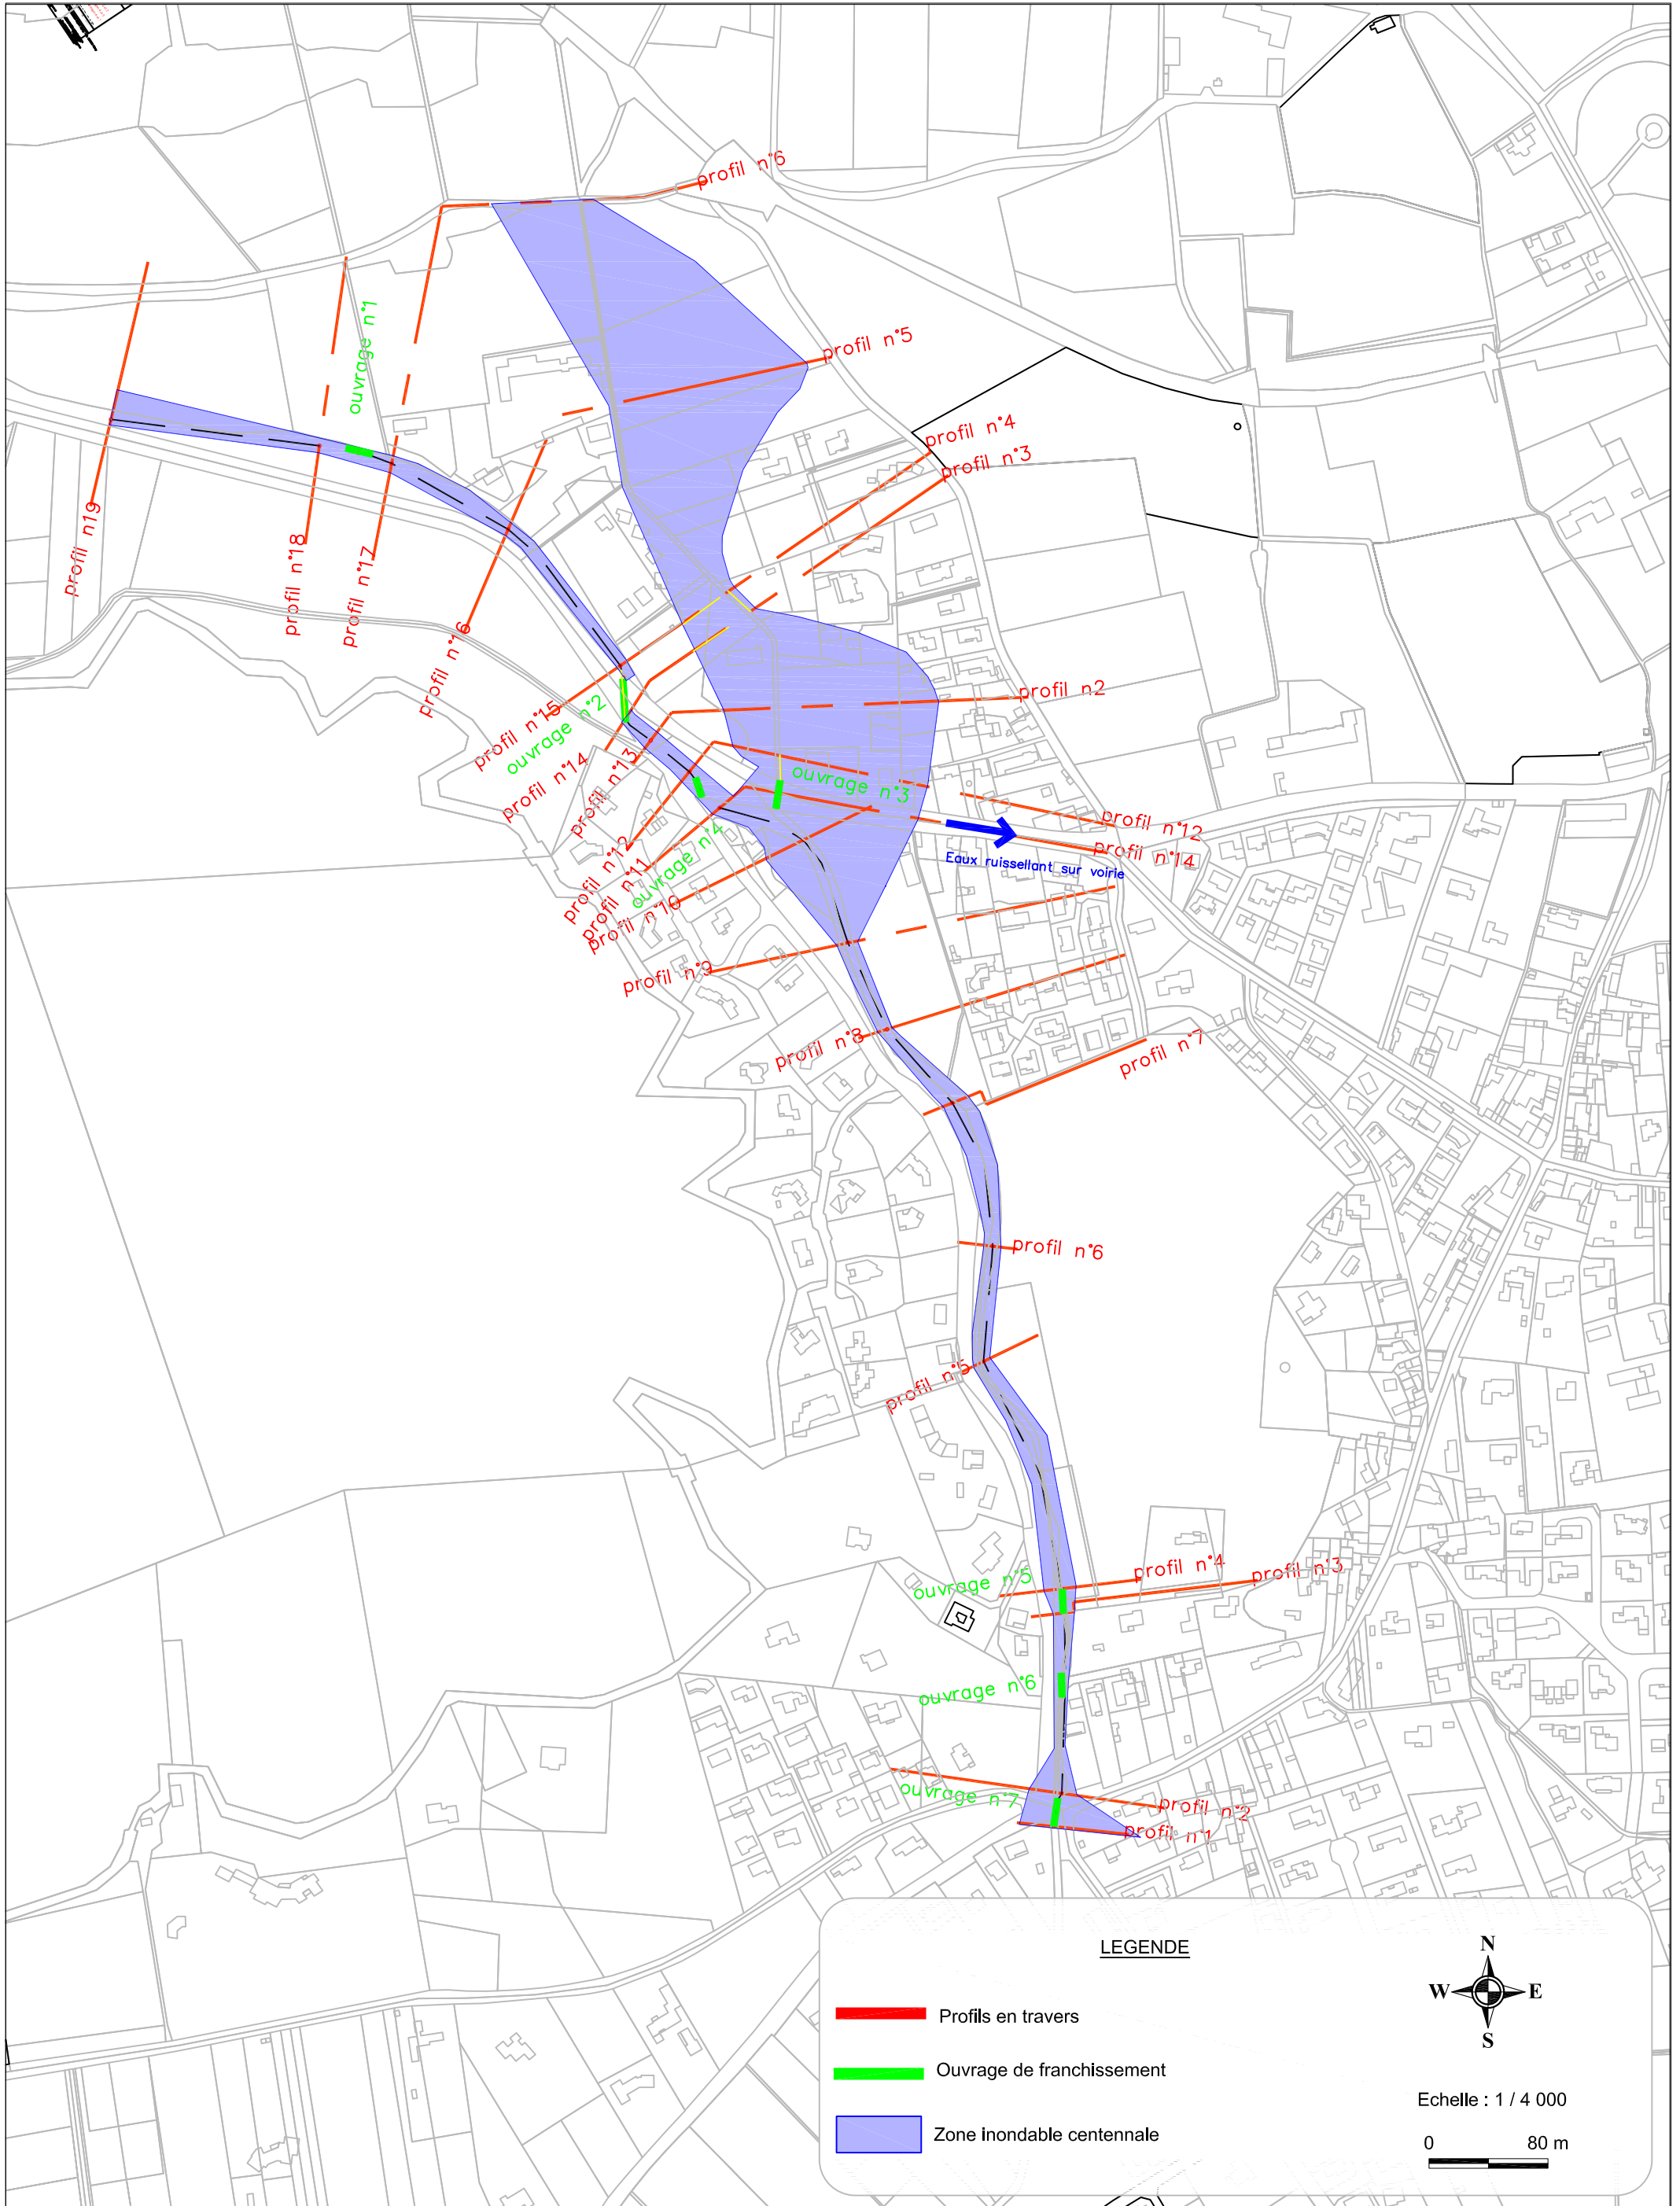 profil n°6
ouvrage n°1
profil n°5
profil n°4
profil n°3
profil n19
profil n°18
profil n°17
profil n°16
profil n°15
ouvrage n°2
profil n2
profil n°14
profil n°13
ouvrage n°3
profil n°12
profil n°14
Eaux ruissellant sur voirie
profil n°12
profil n°11
ouvrage n°4
profil n°10
profil n°9
profil n°8
profil n°7
profil n°6
profil n°5
profil n°4
profil n°3
ouvrage n°5
ouvrage n°6
ouvrage n°7
profil n°2
profil n°1
LEGENDE
Profils en travers
Ouvrage de franchissement
Zone inondable centennale
N
W E
S
Echelle : 1 / 4 000
0 80 m